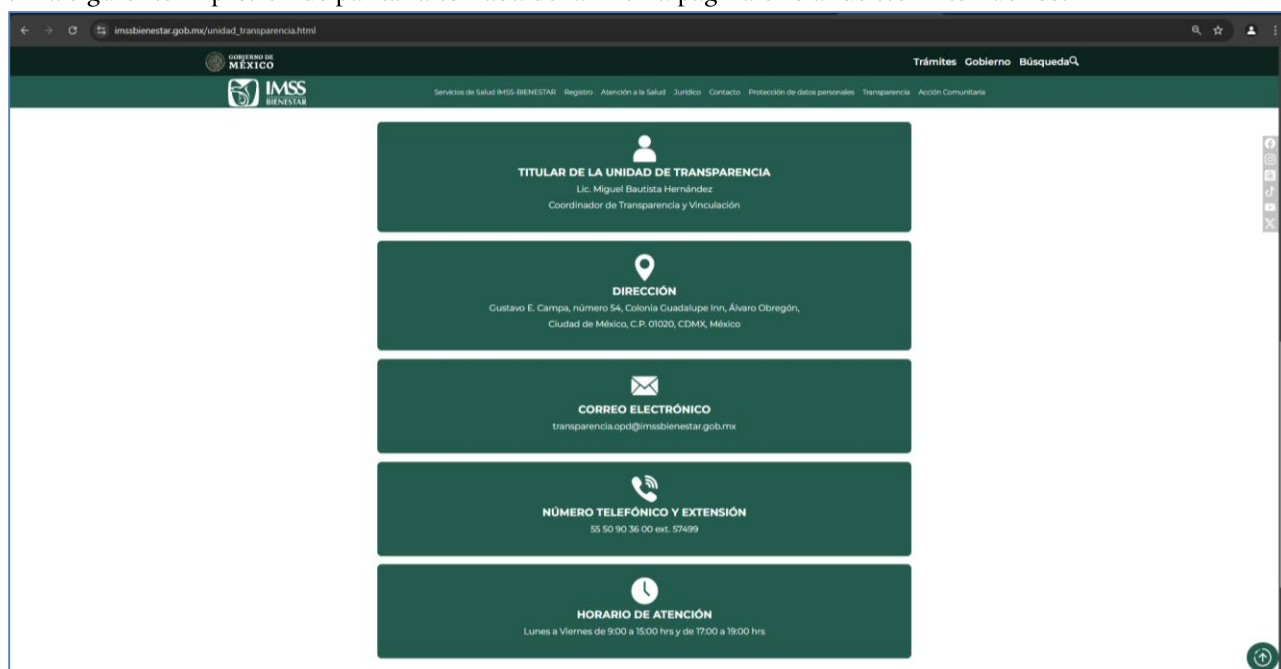 imssbienestar.gob.mx/unidad_transparencia.html
GOBIERNO DE
MÉXICO
Trámites Gobierno Búsqueda
IMSS
BIENESTAR
Servicios de Salud IMSS-BIENESTAR Registro Atención a la Salud Jurídico Contacto Protección de datos personales Transparencia Acción Comunitaria
TITULAR DE LA UNIDAD DE TRANSPARENCIA
Lic. Miguel Bautista Hernández
Coordinador de Transparencia y Vinculación
DIRECCIÓN
Gustavo E. Campa, número 54, Colonia Guadalupe Inn, Álvaro Obregón,
Ciudad de México, C.P. 01020, CDMX, México
CORREO ELECTRÓNICO
transparencia.opd@imssbienestar.gob.mx
NÚMERO TELEFÓNICO Y EXTENSIÓN
55 50 90 36 00 ext. 57499
HORARIO DE ATENCIÓN
Lunes a Viernes de 9:00 a 15:00 hrs y de 17:00 a 19:00 hrs